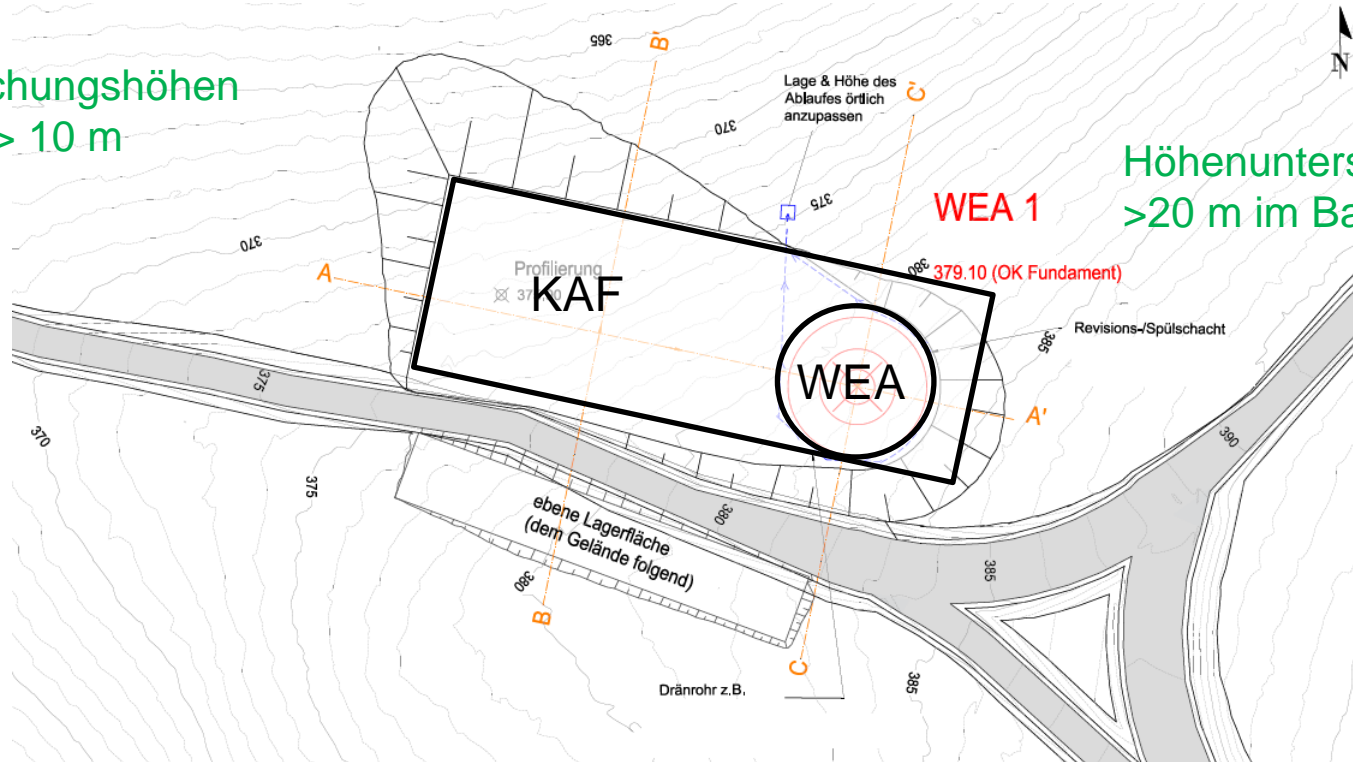 365
B'
chungshöhen
> 10 m
N
Lage & Höhe des
Ablaufes örtlich
anzupassen
C'
370
Höhenunters
>20 m im Ba
375
WEA 1
370
A
Profilierung
KAF
380
379.10 (OK Fundament)
385
Revisions-/Spülschacht
375
WEA
A'
370
390
375
380
ebene Lagerfläche
(dem Gelände folgend)
385
380
B
C
385
Dränrohr z.B.